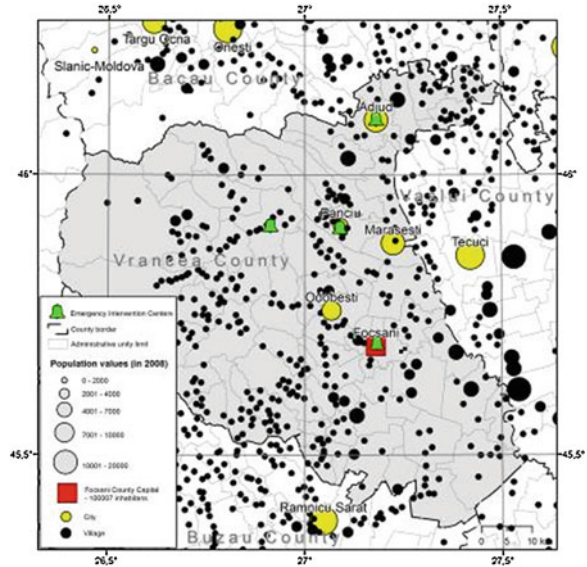 26,5
27
27,5
Targu Ocna
Onesti
Slanic-Moldova
Bacau County
Adjud
46°
46°
Panciu
Vaslui County
Marasesti
Tecuci
Vrancea County
Odobesti
Focsani
Emergency Intervention Centers
County border
Administrative unity limit
Population values (in 2006)
0 - 2000
2001 - 4000
4001 - 7000
7001 - 10000
10001 - 20000
Focsani County Capital
- 100007 inhabitans
City
Village
45,5
45,5
Ramnicu Sarat
Buzau County
0 5 10 km
26,5
27
27,5